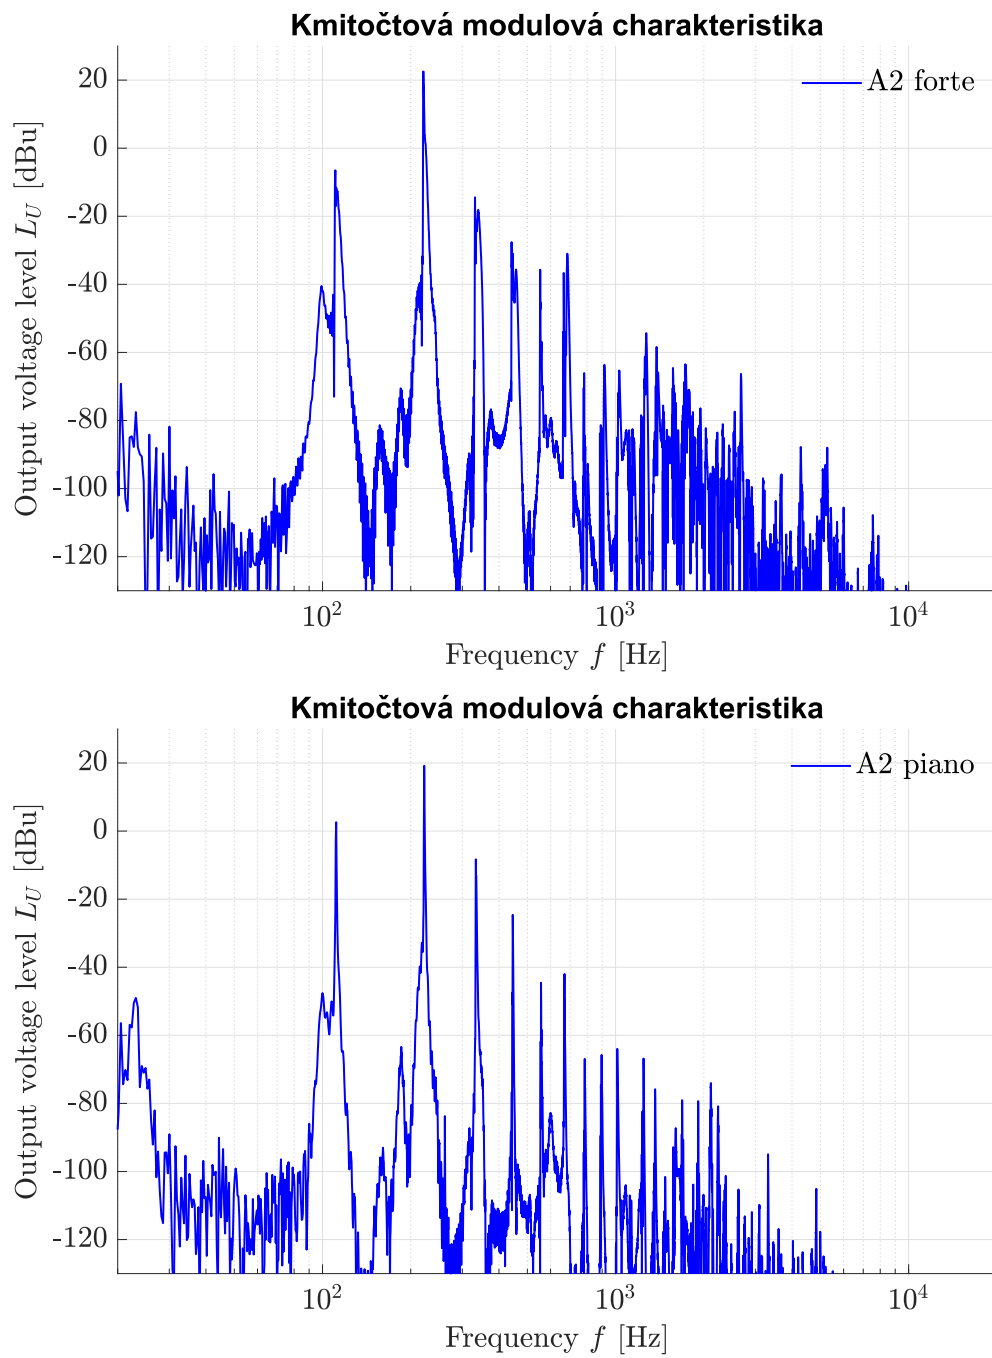 Kmitočtová modulová charakteristika
A2 forte
Output voltage level L_U [dBu]
20
0
-20
-40
-60
-80
-100
-120
10^2
10^3
10^4
Frequency f [Hz]
Kmitočtová modulová charakteristika
A2 piano
Output voltage level L_U [dBu]
20
0
-20
-40
-60
-80
-100
-120
10^2
10^3
10^4
Frequency f [Hz]